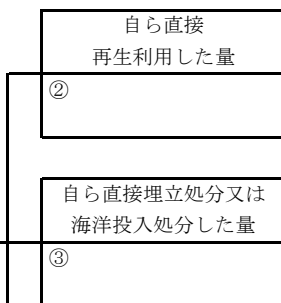 自ら直接
再生利用した量
②
自ら直接埋立処分又は
海洋投入処分した量
③